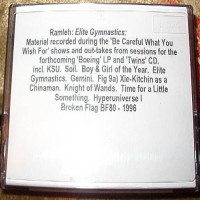 Ramleh: Elite Gymnastics:
Material recorded during the 'Be Careful What You
Wish For' shows and out-takes from sessions for the
forthcoming 'Boeing' LP and 'Twins' CD.
incl. KSU. Soil. Boy & Girl of the Year. Elite
Gymnastics. Gemini. Fig 9a) Xie-Kitchin as a
Chinaman. Knight of Wands. Time for a Little
Something. Hyperuniverse I
Broken Flag BF80 - 1996